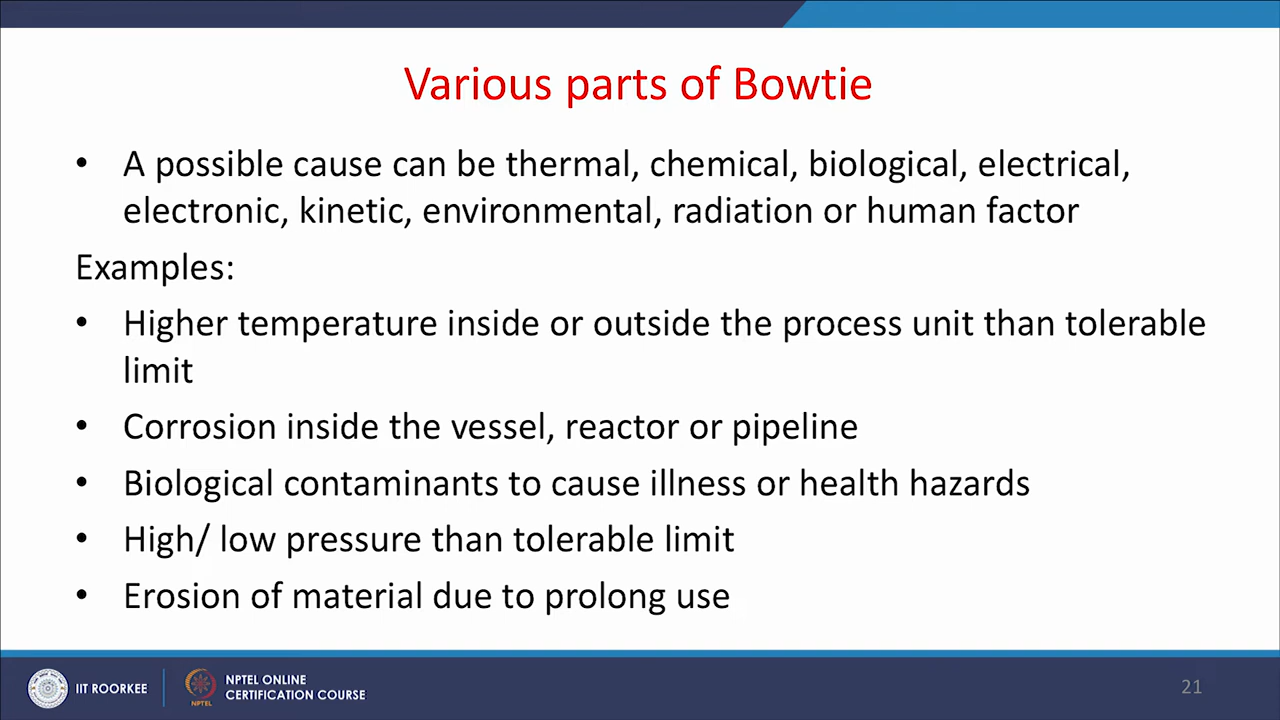 Various parts of Bowtie
• A possible cause can be thermal, chemical, biological, electrical,
electronic, kinetic, environmental, radiation or human factor
Examples:
• Higher temperature inside or outside the process unit than tolerable
limit
• Corrosion inside the vessel, reactor or pipeline
• Biological contaminants to cause illness or health hazards
• High/ low pressure than tolerable limit
• Erosion of material due to prolong use
IIT ROORKEE
NPTEL
NPTEL ONLINE
CERTIFICATION COURSE
21